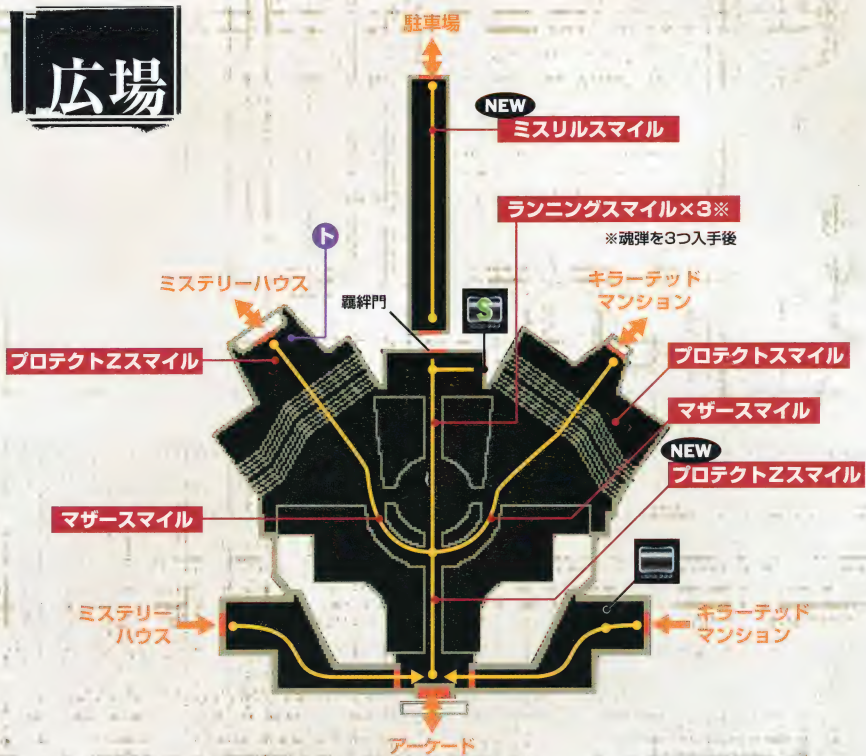 広場
駐車場
NEW
ミスリルスマイル
ランニングスマイル×3※
※魂弾を3つ入手後
ト
ミステリーハウス
羅絆門
S
キラーテッド
マンション
プロテクトZスマイル
プロテクトスマイル
マザースマイル
NEW
プロテクトZスマイル
マザースマイル
ミステリー
ハウス
キラーテッド
マンション
アーケード